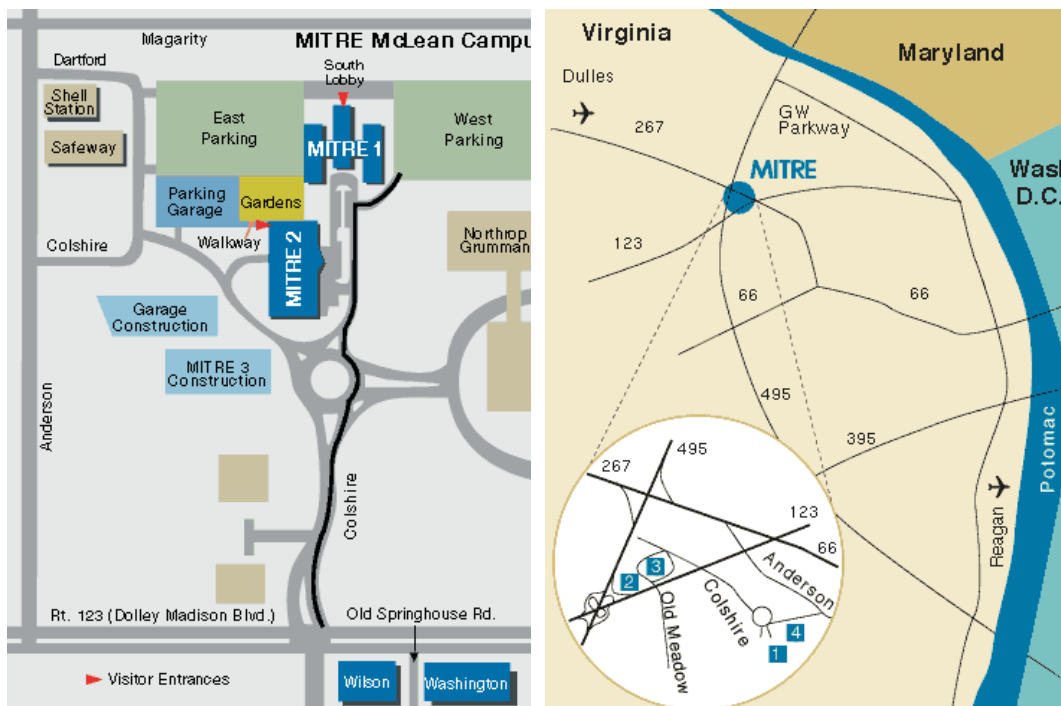 Magarity
MITRE McLean Campu
Dartford
South
Lobby
Shell
Station
East
Parking
West
Parking
Safeway
MITRE 1
Parking
Garage
Gardens
Colshire
Walkway
MITRE 2
Northrop
Grumman
Garage
Construction
MITRE 3
Construction
Anderson
Colshire
Rt. 123 (Dolley Madison Blvd.)
Old Springhouse Rd.
Visitor Entrances
Wilson
Washington
Virginia
Maryland
Dulles
267
GW
Parkway
MITRE
Wash
D.C.
123
66
66
495
395
Potomac
Reagan
495
267
123
66
Anderson
3
2
Colshire
Old Meadow
4
1